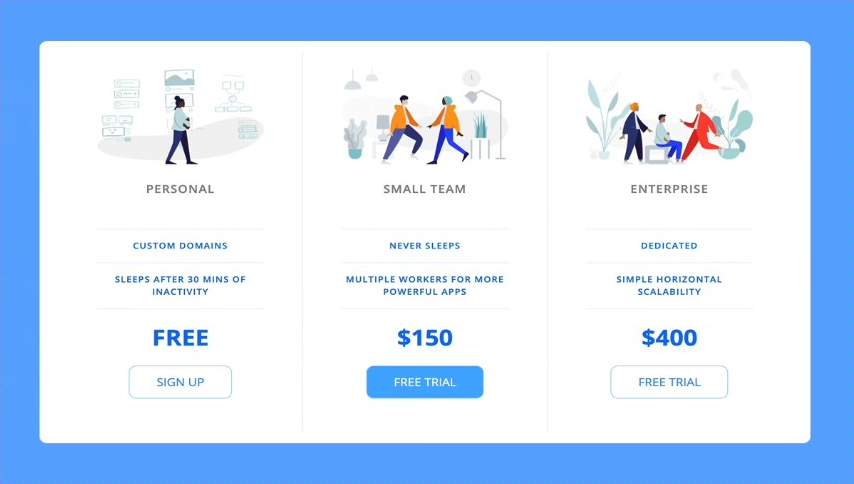 PERSONAL
CUSTOM DOMAINS
SLEEPS AFTER 30 MINS OF
INACTIVITY
FREE
SIGN UP
SMALL TEAM
NEVER SLEEPS
MULTIPLE WORKERS FOR MORE
POWERFUL APPS
$150
FREE TRIAL
ENTERPRISE
DEDICATED
SIMPLE HORIZONTAL
SCALABILITY
$400
FREE TRIAL